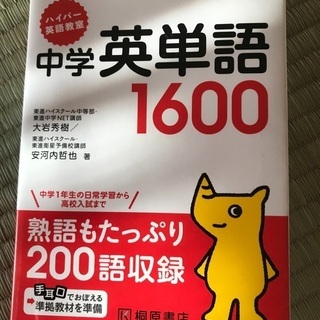 ハイパー
英語教室
中学英単語
1600
東進ハイスクール中等部・
東進中学NET講師
大岩秀樹／
東進ハイスクール・
東進衛星予備校講師
安河内哲也 著
中学1年生の日常学習から
高校入試まで
熟語もたっぷり
200語収録
手耳口でおぼえる
➡準拠教材を準備
桐原書店